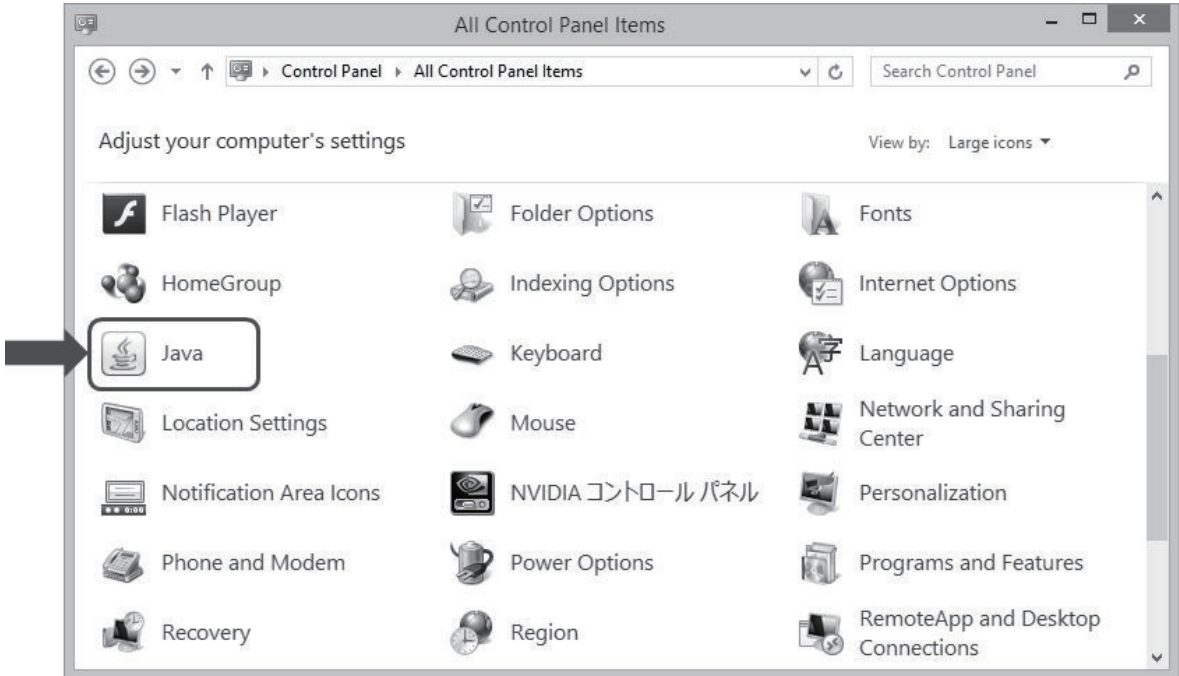 All Control Panel Items
Control Panel All Control Panel Items
Search Control Panel
Adjust your computer's settings
View by: Large icons
Flash Player
Folder Options
Fonts
HomeGroup
Indexing Options
Internet Options
Java
Keyboard
Language
Location Settings
Mouse
Network and Sharing
Center
Notification Area Icons
NVIDIA コントロール パネル
Personalization
Phone and Modem
Power Options
Programs and Features
Recovery
Region
RemoteApp and Desktop
Connections